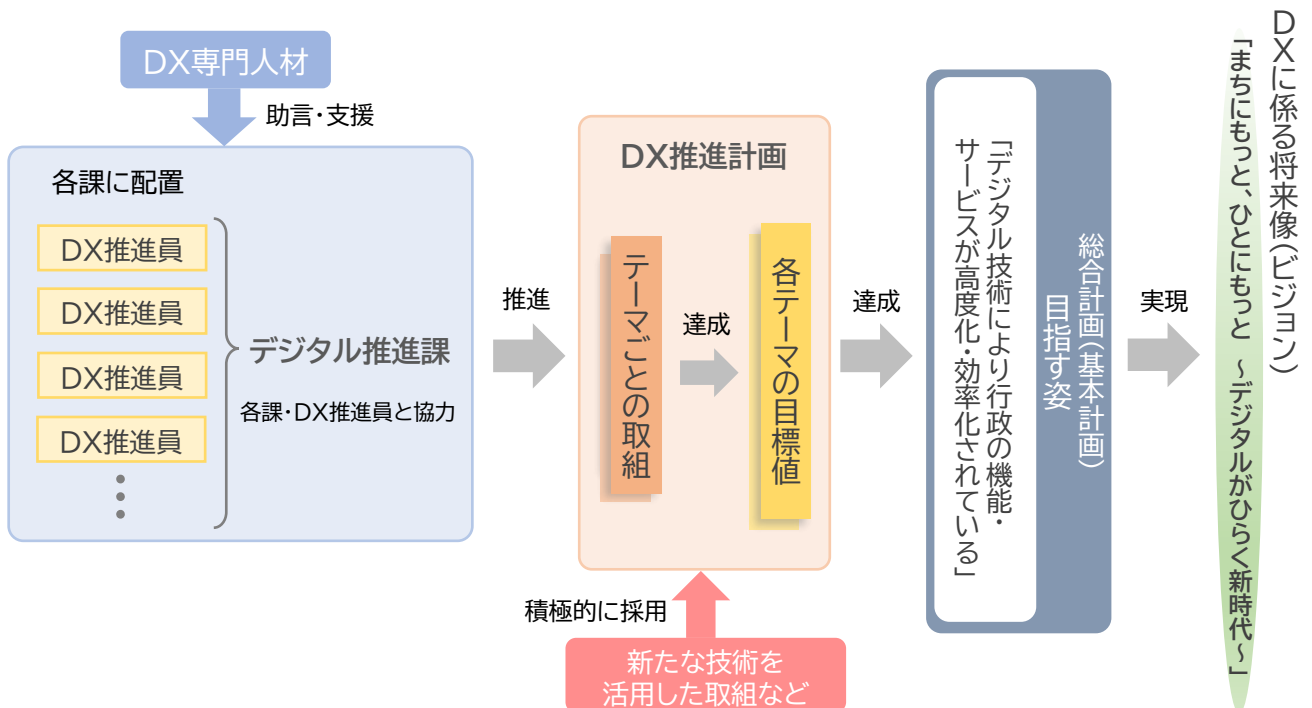 DX専門人材
助言・支援
各課に配置
DX推進員
DX推進員
DX推進員
DX推進員
デジタル推進課
各課・DX推進員と協力
推進
DX推進計画
テーマごとの取組
達成
各テーマの目標値
積極的に採用
新たな技術を
活用した取組など
達成
総合計画(基本計画)
目指す姿
「デジタル技術により行政の機能・
サービスが高度化・効率化されている」
実現
DXに係る将来像(ビジョン)
「まちにもっと、ひとにもっと ~デジタルがひらく新時代~」